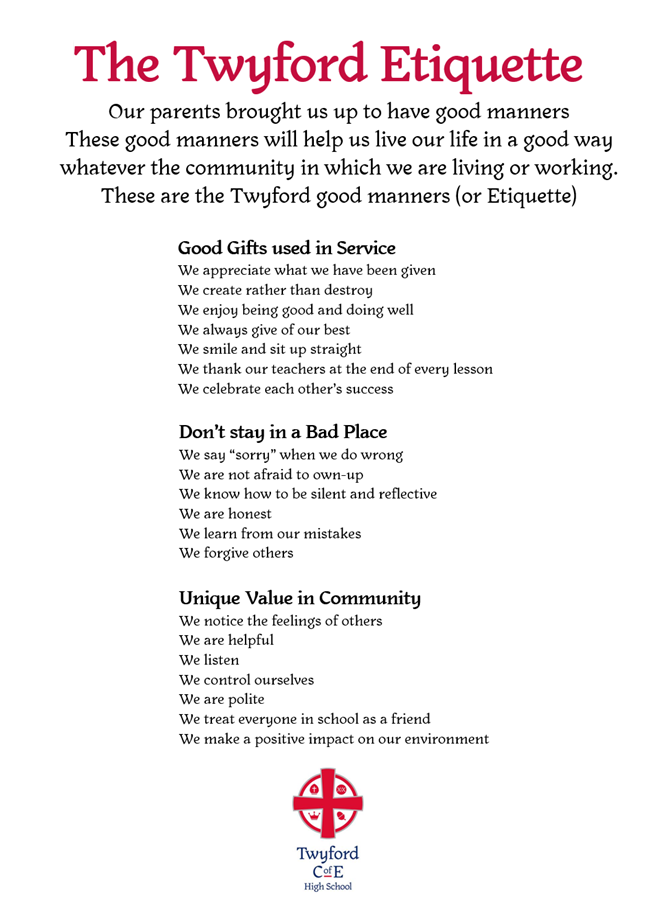 The Twyford Etiquette
Our parents brought us up to have good manners
These good manners will help us live our life in a good way
whatever the community in which we are living or working.
These are the Twyford good manners (or Etiquette)
Good Gifts used in Service
We appreciate what we have been given
We create rather than destroy
We enjoy being good and doing well
We always give of our best
We smile and sit up straight
We thank our teachers at the end of every lesson
We celebrate each other's success
Don't stay in a Bad Place
We say “sorry” when we do wrong
We are not afraid to own-up
We know how to be silent and reflective
We are honest
We learn from our mistakes
We forgive others
Unique Value in Community
We notice the feelings of others
We are helpful
We listen
We control ourselves
We are polite
We treat everyone in school as a friend
We make a positive impact on our environment
Twyford
C of E
High School